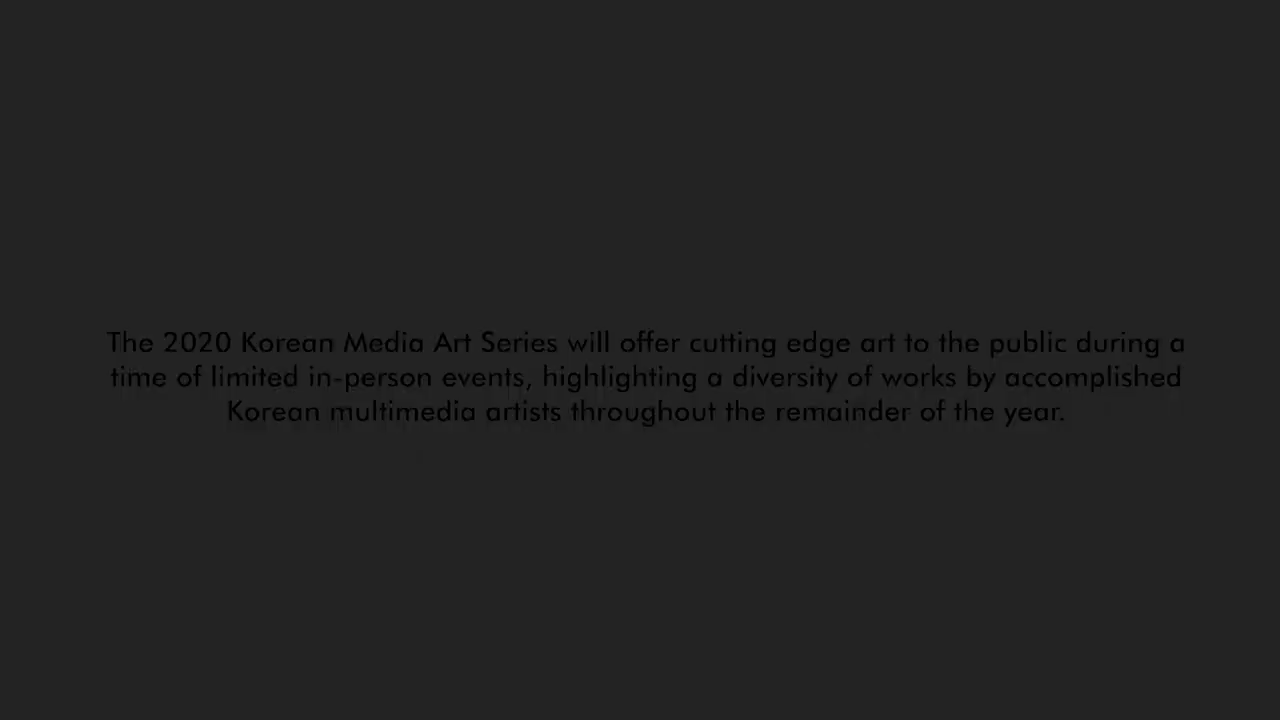 The 2020 Korean Media Art Series will offer cutting edge art to the public during a
time of limited in-person events, highlighting a diversity of works by accomplished
Korean multimedia artists throughout the remainder of the year.